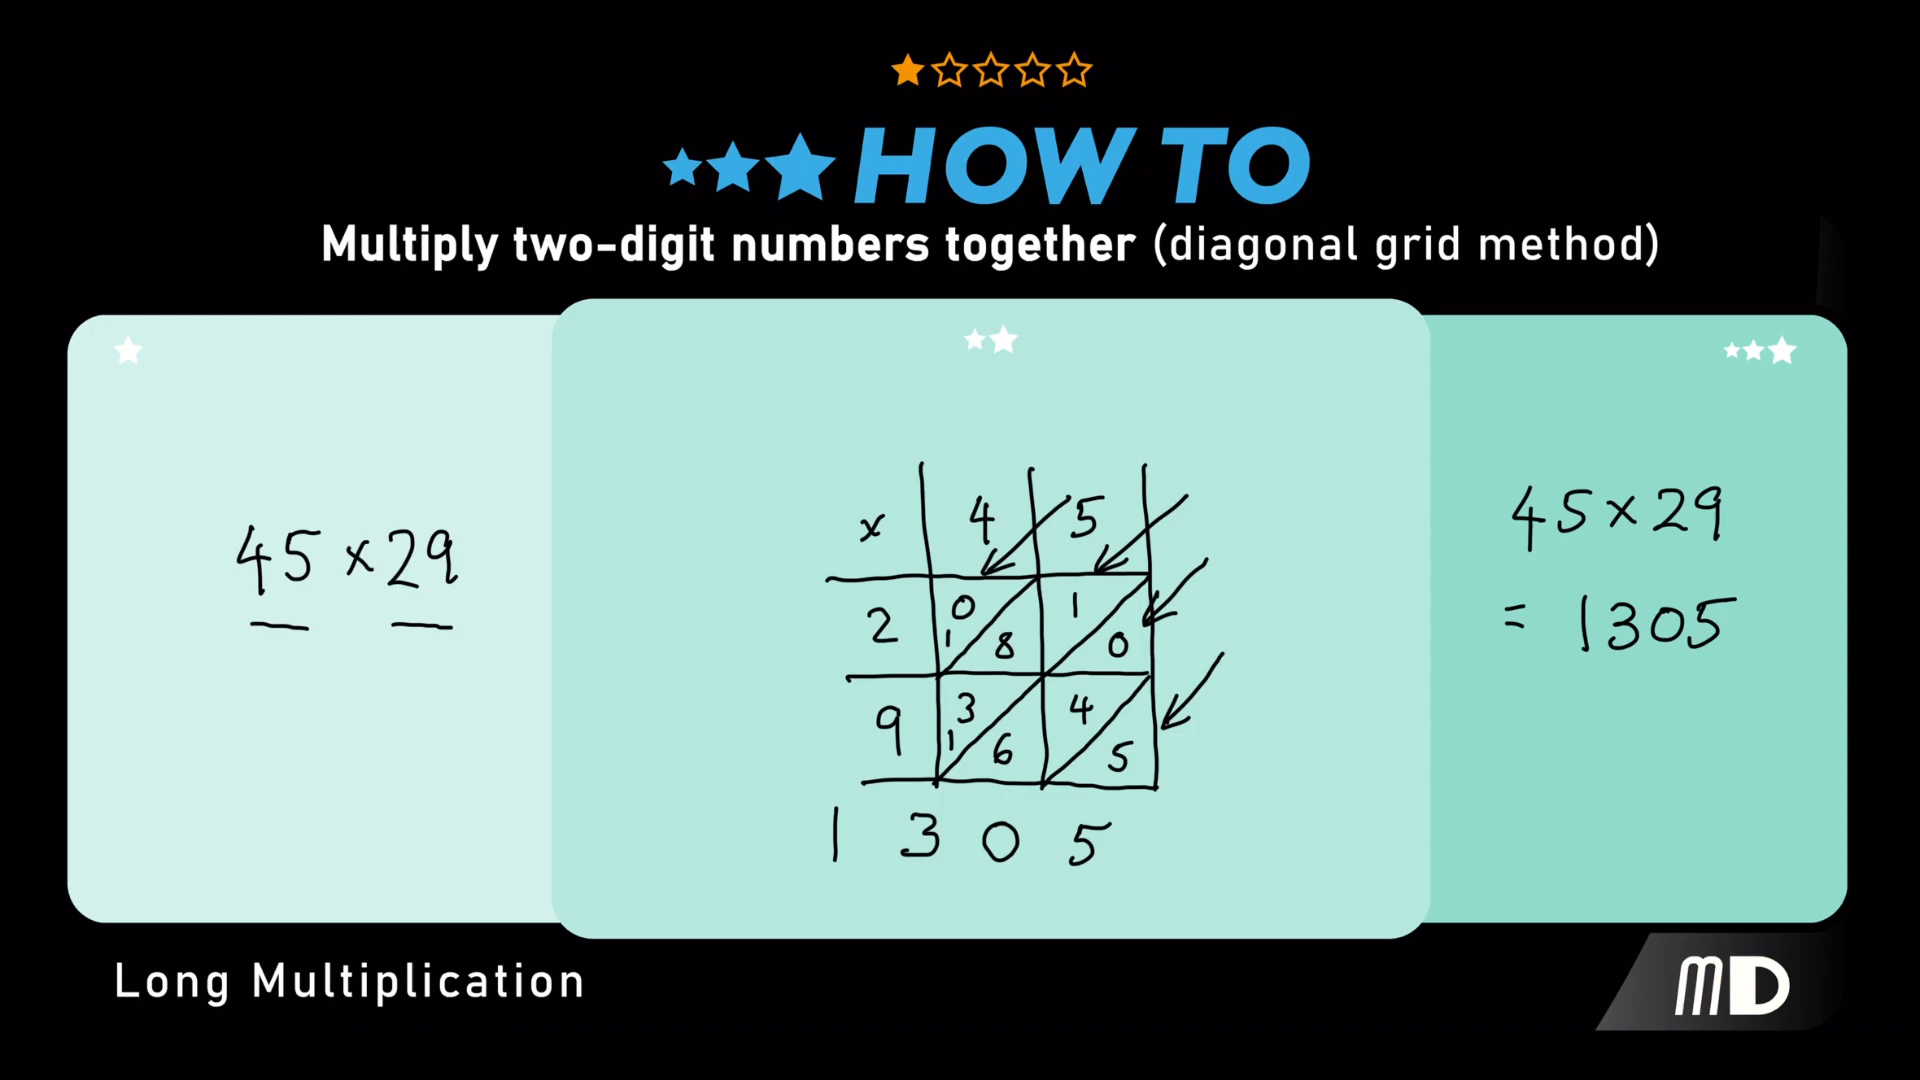 HOW TO
Multiply two-digit numbers together (diagonal grid method)
45 x 29
x 4 5
2 0 1
1 8 0
9 3 4
1 6 5
1 3 0 5
45 x 29
= 1305
Long Multiplication
MD